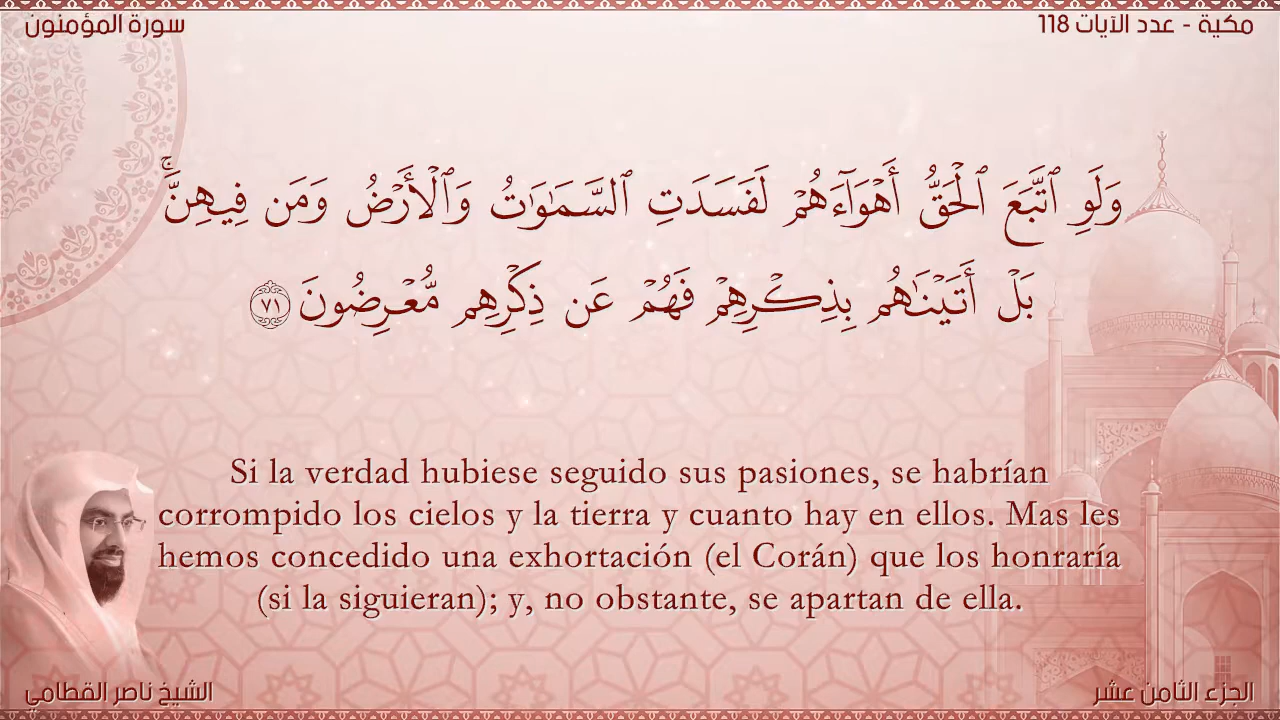 سورة المؤمنون
مكية - عدد الآيات 118
وَلَوِ ٱتَّبَعَ ٱلْحَقُّ أَهْوَآءَهُمْ لَفَسَدَتِ ٱلسَّمَٰوَٰتُ وَٱلْأَرْضُ وَمَن فِيهِنَّ ۚ
بَلْ أَتَيْنَٰهُم بِذِكْرِهِمْ فَهُمْ عَن ذِكْرِهِم مُّعْرِضُونَ ٧١
Si la verdad hubiese seguido sus pasiones, se habrían
corrompido los cielos y la tierra y cuanto hay en ellos. Mas les
hemos concedido una exhortación (el Corán) que los honraría
(si la siguieran); y, no obstante, se apartan de ella.
الشيخ ناصر القطامي
الجزء الثامن عشر